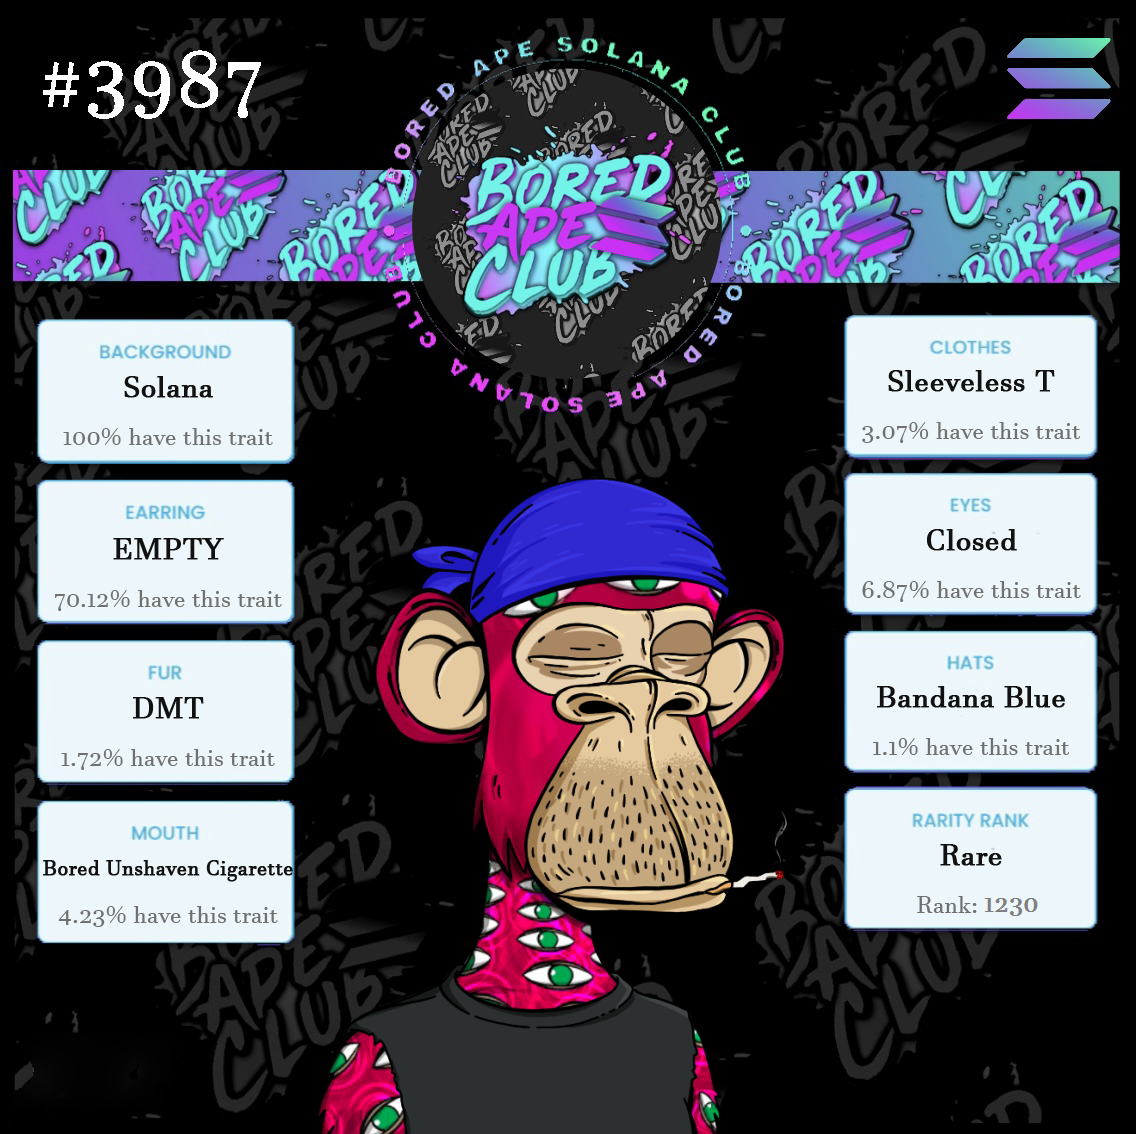 #3987
BORED APE SOLANA CLUB
BORED
APE
CLUB
BORED APE SOLANA CLUB
BACKGROUND
Solana
100% have this trait
EARRING
EMPTY
70.12% have this trait
FUR
DMT
1.72% have this trait
MOUTH
Bored Unshaven Cigarette
4.23% have this trait
CLOTHES
Sleeveless T
3.07% have this trait
EYES
Closed
6.87% have this trait
HATS
Bandana Blue
1.1% have this trait
RARITY RANK
Rare
Rank: 1230